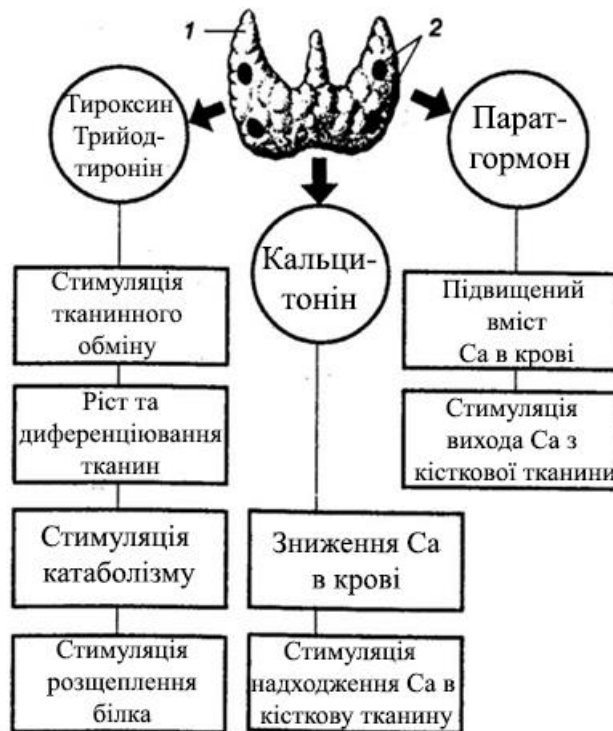 1
2
Тироксин
Трийод-
тиронін
Парат-
гормон
Кальци-
тонін
Стимуляція
тканинного
обміну
Ріст та
диференціювання
тканин
Стимуляція
катаболізму
Стимуляція
розщеплення
білка
Зниження Са
в крові
Стимуляція
надходження Са в
кісткову тканину
Підвищений
вміст
Са в крові
Стимуляція
вихода Са з
кісткової тканини